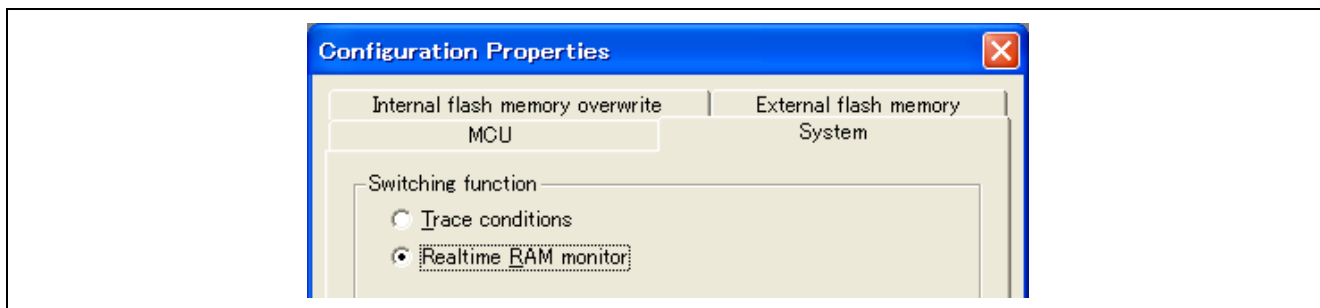 Configuration Properties
Internal flash memory overwrite External flash memory
MCU System
Switching function
Trace conditions
Realtime RAM monitor